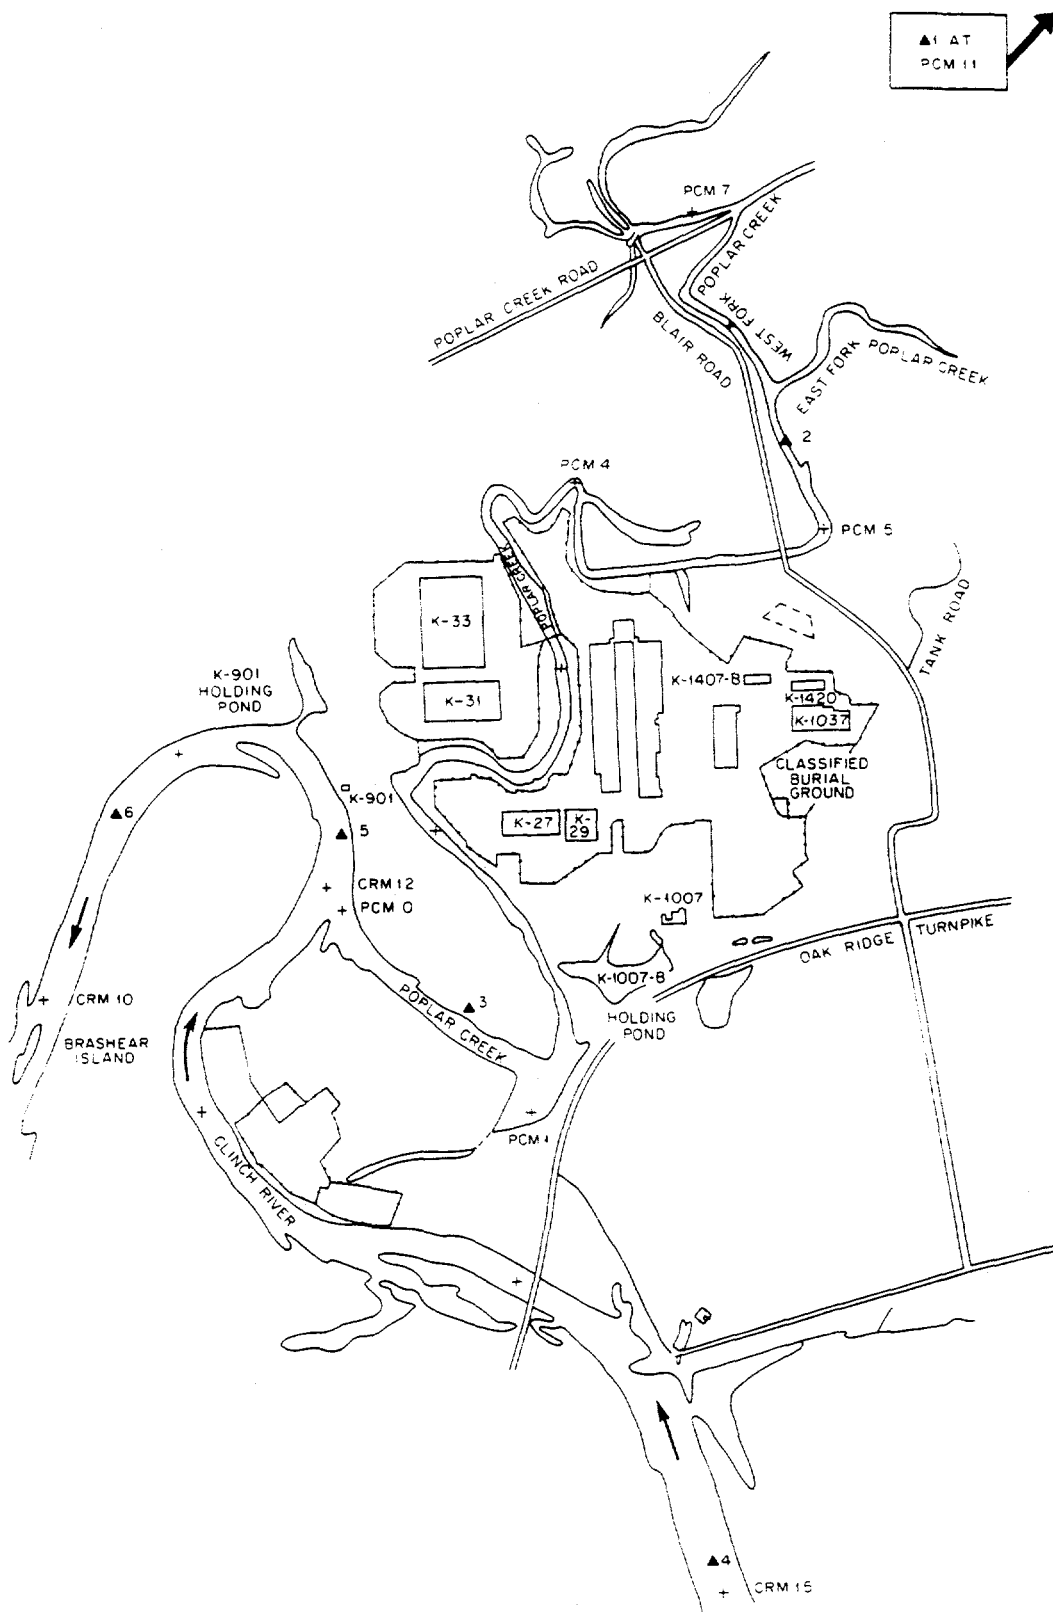 ▲1 AT
PCM 11
PCM 7
POPLAR CREEK ROAD
BLAIR ROAD
WEST FORK
POPLAR CREEK
EAST FORK
POPLAR CREEK
▲ 2
PCM 4
PCM 5
POPLAR CREEK
TANK ROAD
K-33
K-31
K-901
HOLDING
POND
K-1407-B
K-1420
K-1037
CLASSIFIED
BURIAL
GROUND
K-901
▲6
▲ 5
K-27
K-
29
CRM 12
PCM 0
K-1007
OAK RIDGE TURNPIKE
K-1007-B
HOLDING
POND
CRM 10
BRASHEAR
ISLAND
▲3
POPLAR CREEK
PCM 1
CLINCH RIVER
▲4
CRM 15